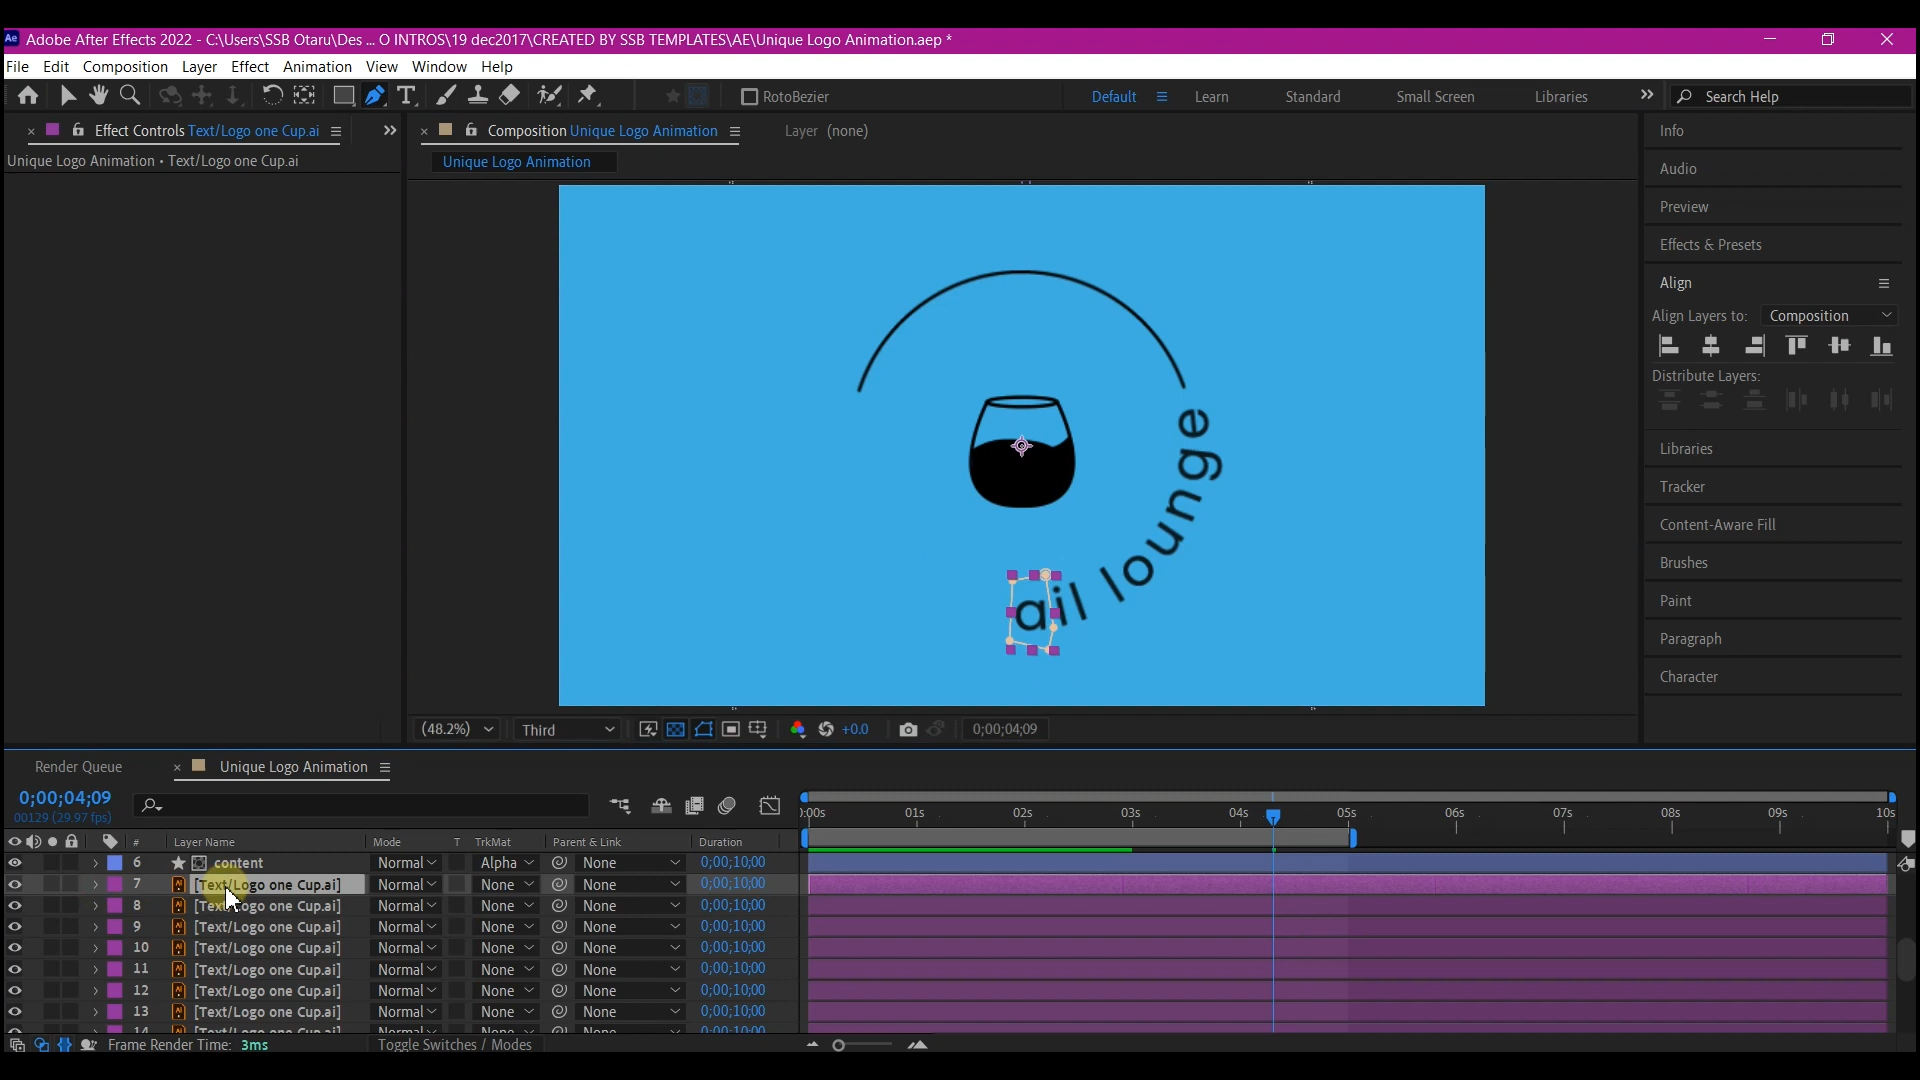 Ae Adobe After Effects 2022 - C:\Users\SSB Otaru\Des ... O INTROS\19 dec2017\CREATED BY SSB TEMPLATES\AE\Unique Logo Animation.aep *
File Edit Composition Layer Effect Animation View Window Help
T RotoBezier Default Learn Standard Small Screen Libraries Search Help
Effect Controls Text/Logo one Cup.ai
Composition Unique Logo Animation
Layer (none)
Unique Logo Animation • Text/Logo one Cup.ai
Unique Logo Animation
ail lounge
Info
Audio
Preview
Effects & Presets
Align
Align Layers to: Composition
Distribute Layers:
Libraries
Tracker
Content-Aware Fill
Brushes
Paint
Paragraph
Character
(48.2%) Third +0.0 0;00;04;09
Render Queue Unique Logo Animation
0;00;04;09
00129 (29.97 fps)
):00s 01s 02s 03s 04s 05s 06s 07s 08s 09s 10s
# Layer Name Mode T TrkMat Parent & Link Duration
6 content Normal Alpha None 0;00;10;00
7 [Text/Logo one Cup.ai] Normal None None 0;00;10;00
8 [Text/Logo one Cup.ai] Normal None None 0;00;10;00
9 [Text/Logo one Cup.ai] Normal None None 0;00;10;00
10 [Text/Logo one Cup.ai] Normal None None 0;00;10;00
11 [Text/Logo one Cup.ai] Normal None None 0;00;10;00
12 [Text/Logo one Cup.ai] Normal None None 0;00;10;00
13 [Text/Logo one Cup.ai] Normal None None 0;00;10;00
14 [Text/Logo one Cup.ai] Normal None None 0;00;10;00
Frame Render Time: 3ms Toggle Switches / Modes